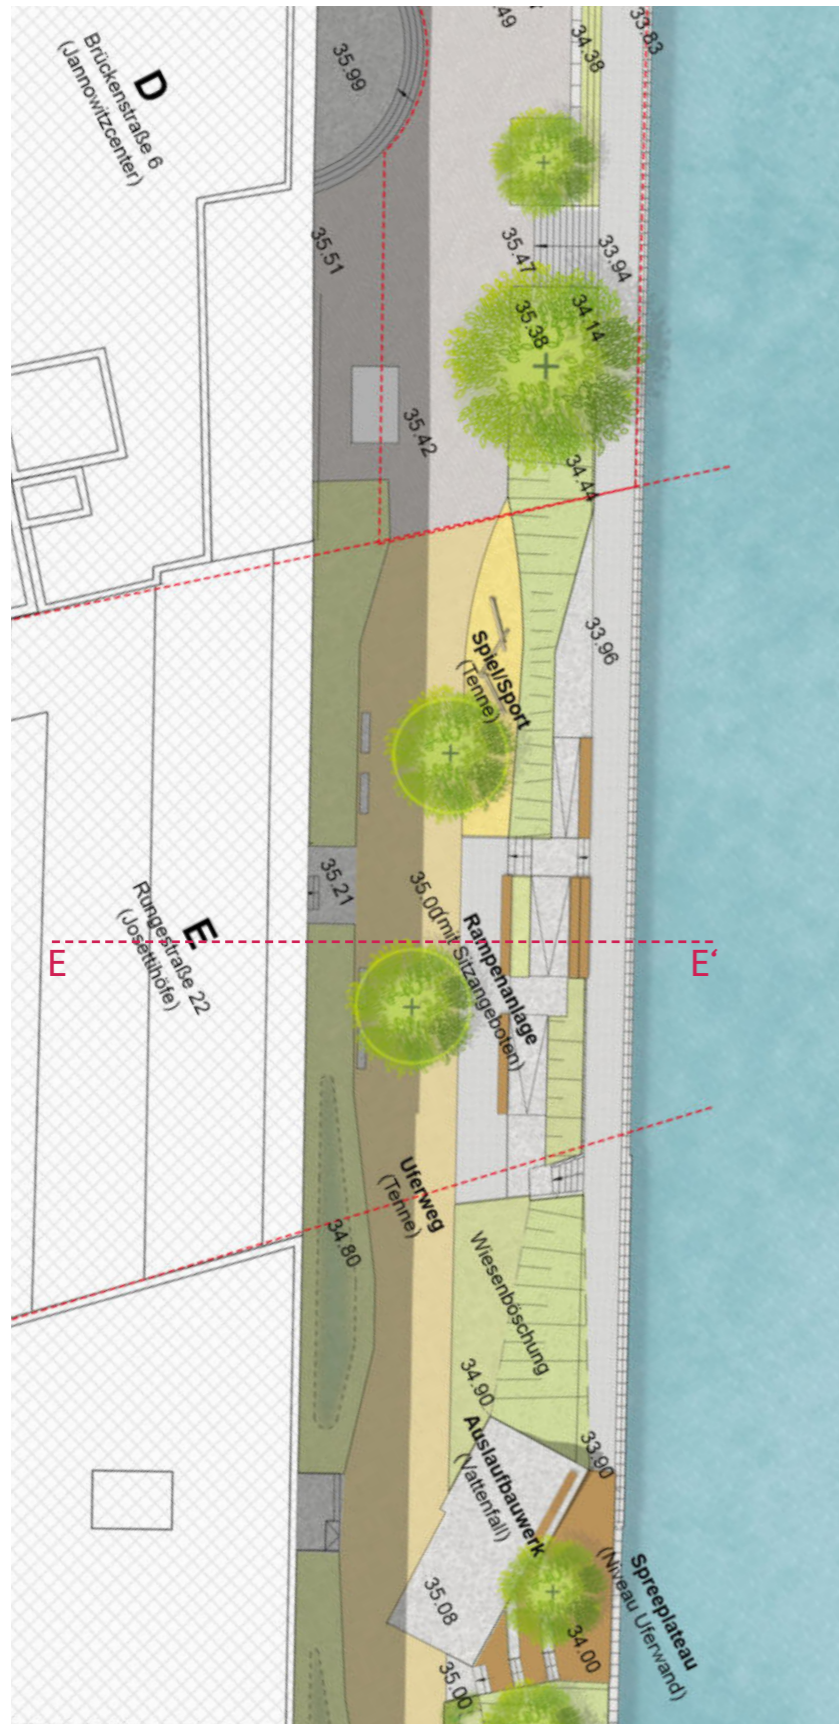 .49
33.83
34.38
35.99
D
Brückenstraße 6
(Jannowitzcenter)
35.51
35.47
33.94
34.14
35.38
35.42
34.44
33.96
Spiel/Sport
(Tenne)
35.21
35.00
E
Rungestraße 22
(Josettihöfe)
Rampenanlage
(mit Sitzangeboten)
E
E‘
Uferweg
(Tenne)
34.80
Wiesenböschung
34.90
Auslaufbauwerk
(Vattenfall)
33.90
Spreeplateau
(Niveau Uferwand)
35.08
34.00
35.00